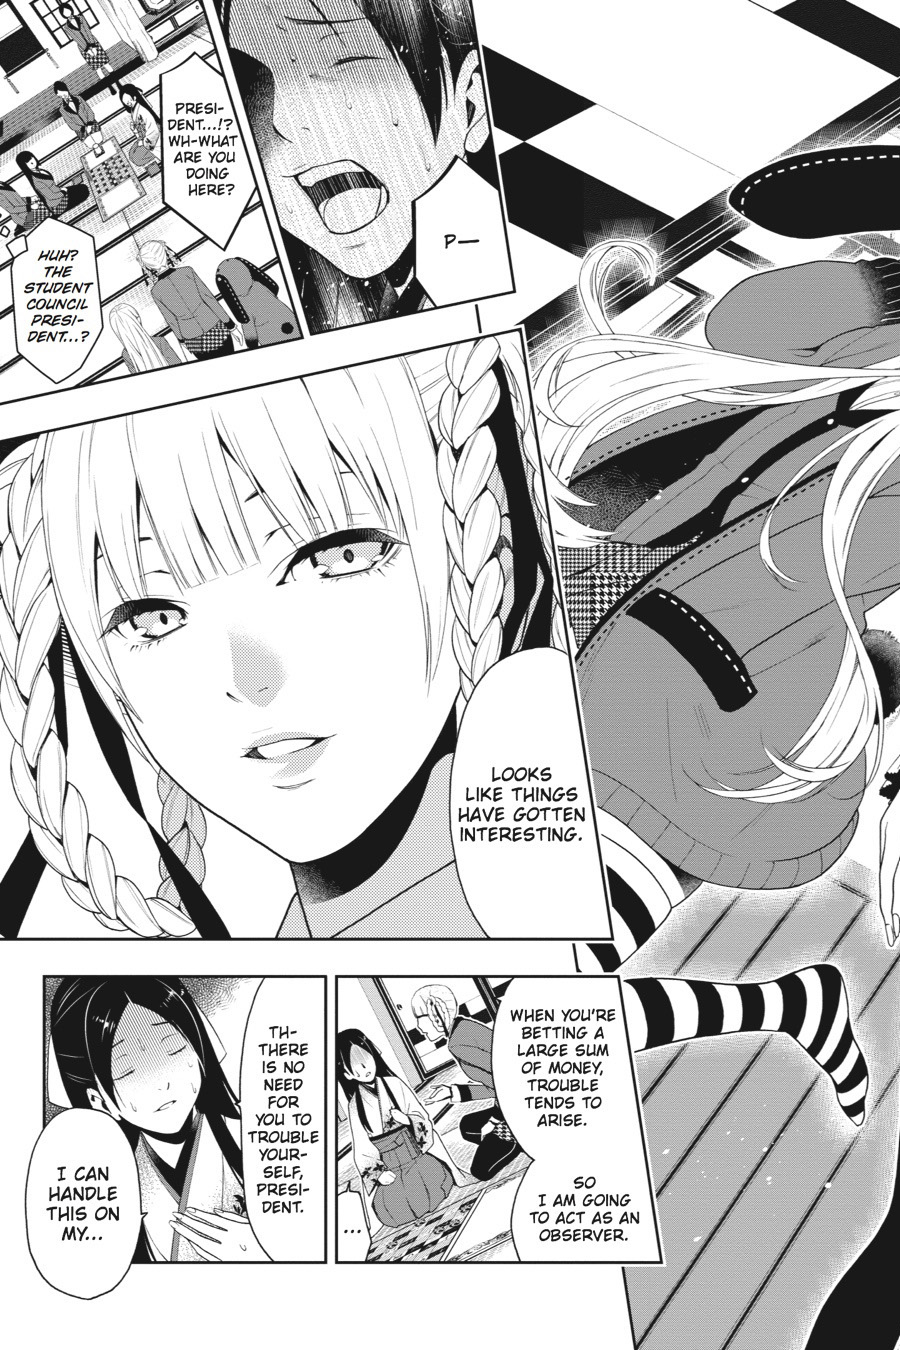 P—
PRESI-
DENT...!?
WH-WHAT
ARE YOU
DOING
HERE?
HUH?
THE
STUDENT
COUNCIL
PRESI-
DENT...?
LOOKS
LIKE THINGS
HAVE GOTTEN
INTERESTING.
WHEN YOU'RE
BETTING A
LARGE SUM
OF MONEY,
TROUBLE
TENDS TO
ARISE.
SO
I AM GOING
TO ACT AS AN
OBSERVER.
...
TH-
THERE
IS NO
NEED
FOR
YOU TO
TROUBLE
YOUR-
SELF,
PRESI-
DENT.
I CAN
HANDLE
THIS ON
MY...